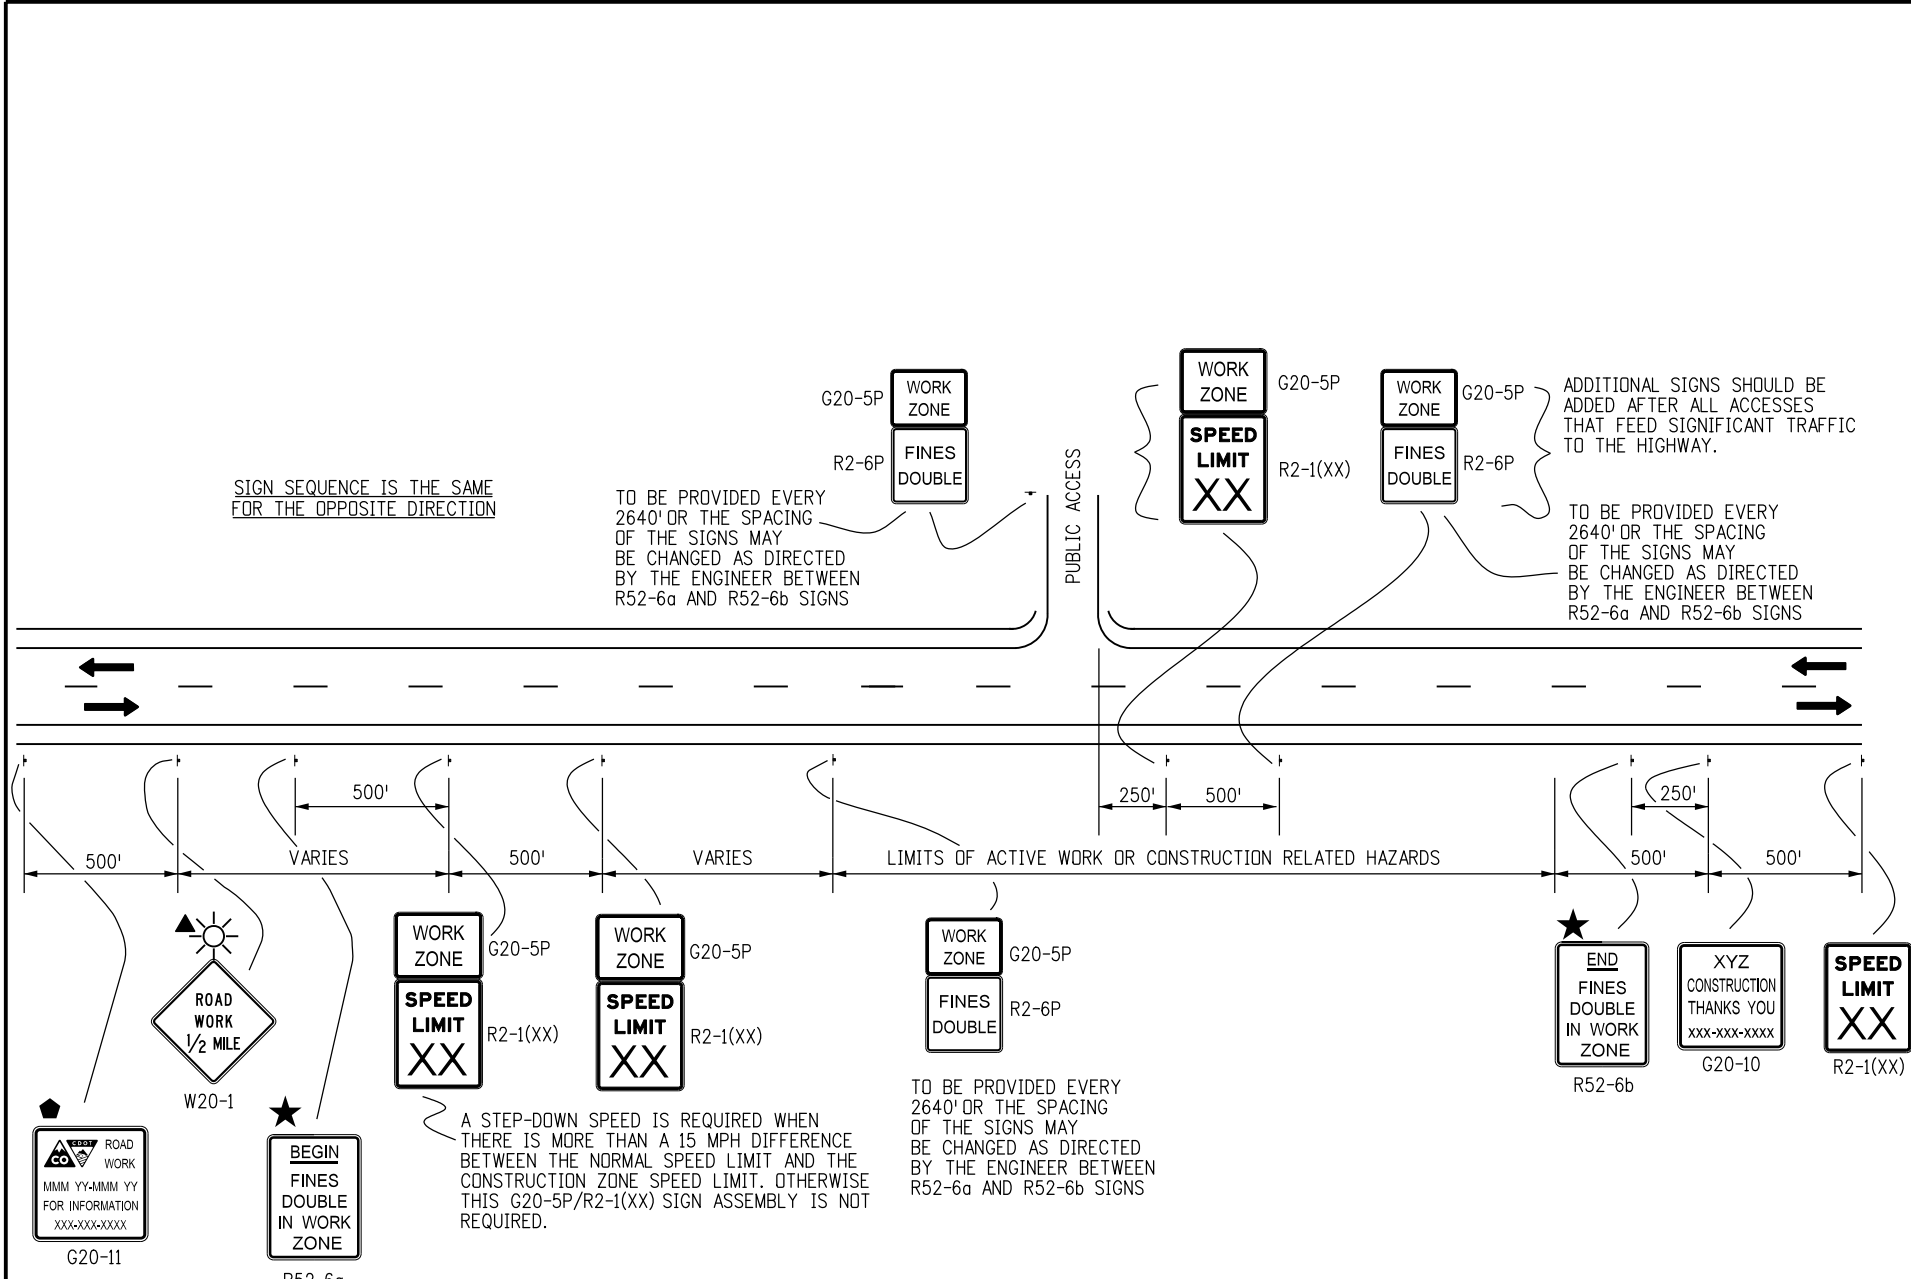 WORK
ZONE
G20-5P
FINES
DOUBLE
R2-6P
WORK
ZONE
G20-5P
SPEED
LIMIT
XX
R2-1(XX)
WORK
ZONE
G20-5P
FINES
DOUBLE
R2-6P
ADDITIONAL SIGNS SHOULD BE
ADDED AFTER ALL ACCESSES
THAT FEED SIGNIFICANT TRAFFIC
TO THE HIGHWAY.
SIGN SEQUENCE IS THE SAME
FOR THE OPPOSITE DIRECTION
TO BE PROVIDED EVERY
2640' OR THE SPACING
OF THE SIGNS MAY
BE CHANGED AS DIRECTED
BY THE ENGINEER BETWEEN
R52-6a AND R52-6b SIGNS
PUBLIC ACCESS
TO BE PROVIDED EVERY
2640' OR THE SPACING
OF THE SIGNS MAY
BE CHANGED AS DIRECTED
BY THE ENGINEER BETWEEN
R52-6a AND R52-6b SIGNS
500'
250'
500'
250'
500'
VARIES
500'
VARIES
LIMITS OF ACTIVE WORK OR CONSTRUCTION RELATED HAZARDS
500'
500'
ROAD
WORK
1/2 MILE
W20-1
WORK
ZONE
G20-5P
SPEED
LIMIT
XX
R2-1(XX)
WORK
ZONE
G20-5P
SPEED
LIMIT
XX
R2-1(XX)
WORK
ZONE
G20-5P
FINES
DOUBLE
R2-6P
END
FINES
DOUBLE
IN WORK
ZONE
R52-6b
XYZ
CONSTRUCTION
THANKS YOU
xxx-xxx-xxxx
G20-10
SPEED
LIMIT
XX
R2-1(XX)
CO
CDOT
ROAD
WORK
MMM YY-MMM YY
FOR INFORMATION
XXX-XXX-XXXX
G20-11
BEGIN
FINES
DOUBLE
IN WORK
ZONE
R52-6a
A STEP-DOWN SPEED IS REQUIRED WHEN
THERE IS MORE THAN A 15 MPH DIFFERENCE
BETWEEN THE NORMAL SPEED LIMIT AND THE
CONSTRUCTION ZONE SPEED LIMIT. OTHERWISE
THIS G20-5P/R2-1(XX) SIGN ASSEMBLY IS NOT
REQUIRED.
TO BE PROVIDED EVERY
2640' OR THE SPACING
OF THE SIGNS MAY
BE CHANGED AS DIRECTED
BY THE ENGINEER BETWEEN
R52-6a AND R52-6b SIGNS